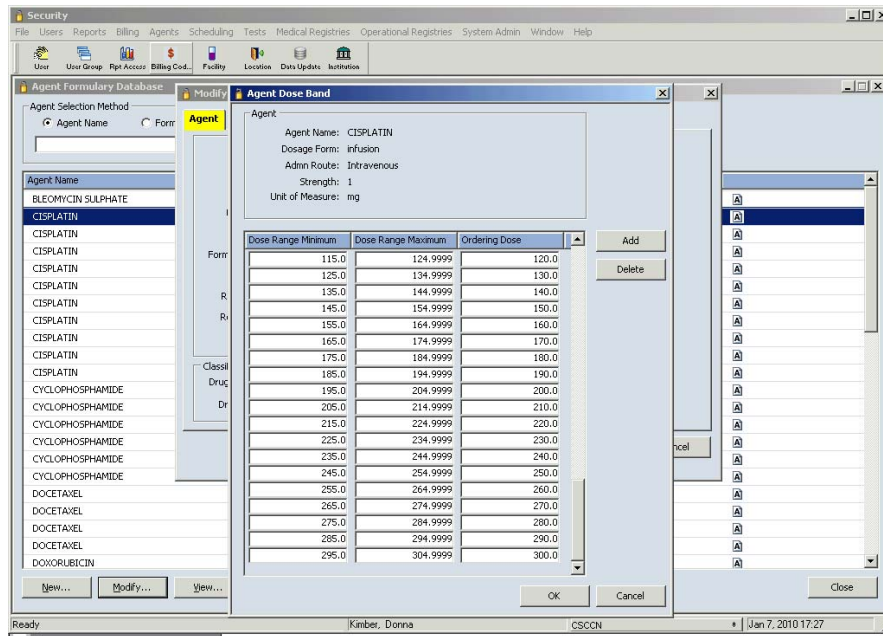 Security
File Users Reports Billing Agents Scheduling Tests Medical Registries Operational Registries System Admin Window Help
User User Group Rpt Access Billing Cod... Facility Location Data Update Institution
Agent Formulary Database
Modify
Agent Dose Band
Agent Selection Method
Agent Name
Form
Agent
Agent
Agent Name: CISPLATIN
Dosage Form: infusion
Admn Route: Intravenous
Strength: 1
Unit of Measure: mg
Agent Name
BLEOMYCIN SULPHATE
CISPLATIN
CISPLATIN
CISPLATIN
CISPLATIN
CISPLATIN
CISPLATIN
CISPLATIN
CISPLATIN
CISPLATIN
CISPLATIN
CYCLOPHOSPHAMIDE
CYCLOPHOSPHAMIDE
CYCLOPHOSPHAMIDE
CYCLOPHOSPHAMIDE
CYCLOPHOSPHAMIDE
CYCLOPHOSPHAMIDE
DOCETAXEL
DOCETAXEL
DOCETAXEL
DOCETAXEL
DOXORUBICIN
Form
R
Classif
Drug
Dr
Dose Range Minimum Dose Range Maximum Ordering Dose
115.0 124.9999 120.0
125.0 134.9999 130.0
135.0 144.9999 140.0
145.0 154.9999 150.0
155.0 164.9999 160.0
165.0 174.9999 170.0
175.0 184.9999 180.0
185.0 194.9999 190.0
195.0 204.9999 200.0
205.0 214.9999 210.0
215.0 224.9999 220.0
225.0 234.9999 230.0
235.0 244.9999 240.0
245.0 254.9999 250.0
255.0 264.9999 260.0
265.0 274.9999 270.0
275.0 284.9999 280.0
285.0 294.9999 290.0
295.0 304.9999 300.0
Add
Delete
ncel
OK Cancel
New... Modify... View... Close
Ready Kimber, Donna CSCCN Jan 7, 2010 17:27